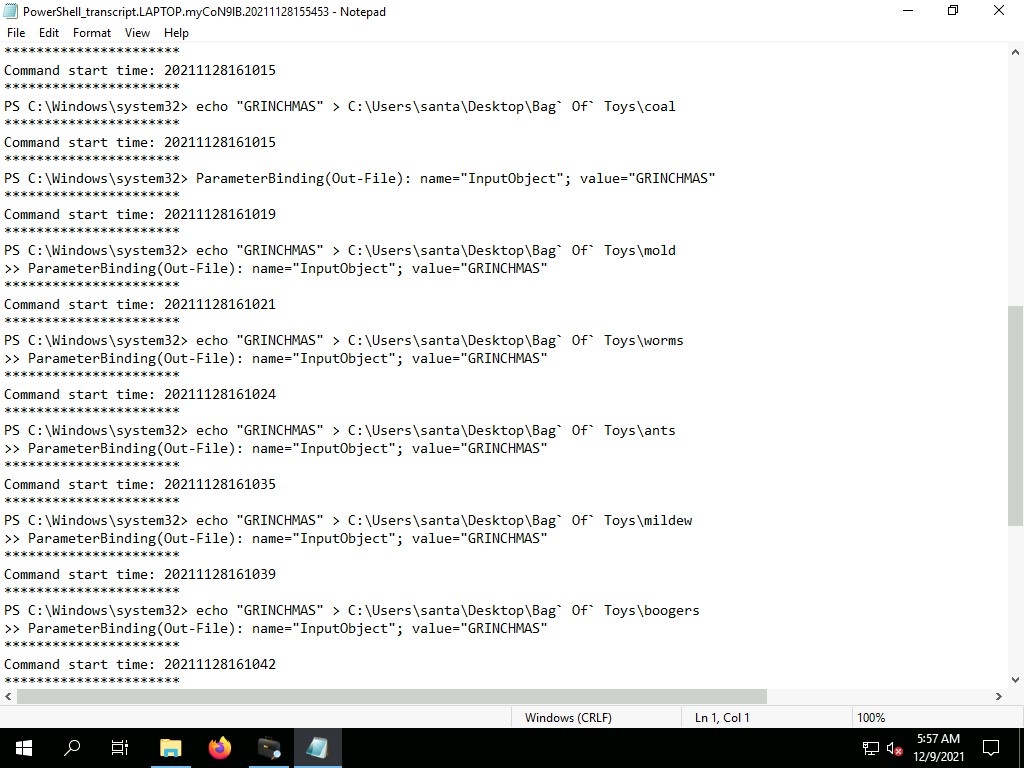 PowerShell_transcript.LAPTOP.myCoN9IB.20211128155453 - Notepad
File Edit Format View Help
**********************
Command start time: 20211128161015
**********************
PS C:\Windows\system32> echo "GRINCHMAS" > C:\Users\santa\Desktop\Bag` Of` Toys\coal
**********************
Command start time: 20211128161015
**********************
PS C:\Windows\system32> ParameterBinding(Out-File): name="InputObject"; value="GRINCHMAS"
**********************
Command start time: 20211128161019
**********************
PS C:\Windows\system32> echo "GRINCHMAS" > C:\Users\santa\Desktop\Bag` Of` Toys\mold
>> ParameterBinding(Out-File): name="InputObject"; value="GRINCHMAS"
**********************
Command start time: 20211128161021
**********************
PS C:\Windows\system32> echo "GRINCHMAS" > C:\Users\santa\Desktop\Bag` Of` Toys\worms
>> ParameterBinding(Out-File): name="InputObject"; value="GRINCHMAS"
**********************
Command start time: 20211128161024
**********************
PS C:\Windows\system32> echo "GRINCHMAS" > C:\Users\santa\Desktop\Bag` Of` Toys\ants
>> ParameterBinding(Out-File): name="InputObject"; value="GRINCHMAS"
**********************
Command start time: 20211128161035
**********************
PS C:\Windows\system32> echo "GRINCHMAS" > C:\Users\santa\Desktop\Bag` Of` Toys\mildew
>> ParameterBinding(Out-File): name="InputObject"; value="GRINCHMAS"
**********************
Command start time: 20211128161039
**********************
PS C:\Windows\system32> echo "GRINCHMAS" > C:\Users\santa\Desktop\Bag` Of` Toys\boogers
>> ParameterBinding(Out-File): name="InputObject"; value="GRINCHMAS"
**********************
Command start time: 20211128161042
**********************
Windows (CRLF) Ln 1, Col 1 100%
5:57 AM
12/9/2021